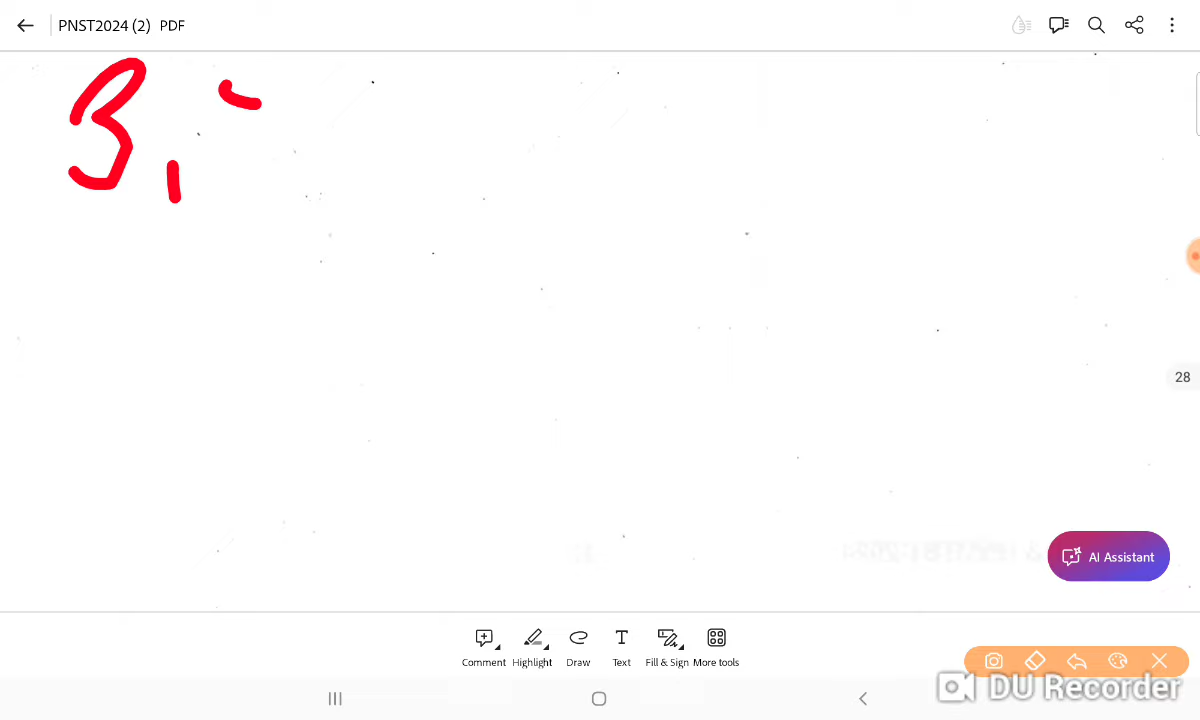 PNST2024 (2) PDF
3,
28
AI Assistant
Comment Highlight Draw Text Fill & Sign More tools
DU Recorder